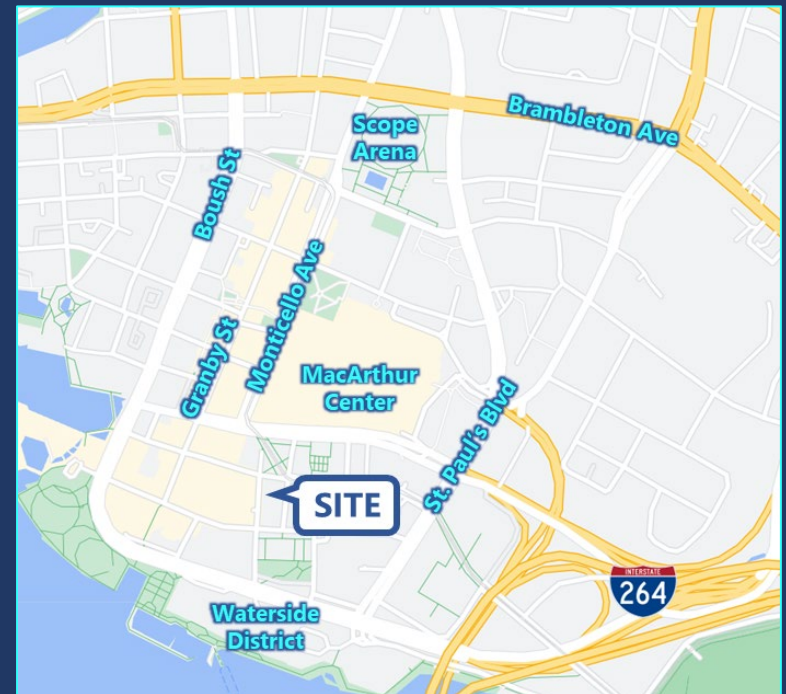 Brambleton Ave
Scope
Arena
Boush St
Monticello Ave
Granby St
MacArthur
Center
St. Paul's Blvd
SITE
INTERSTATE
264
Waterside
District